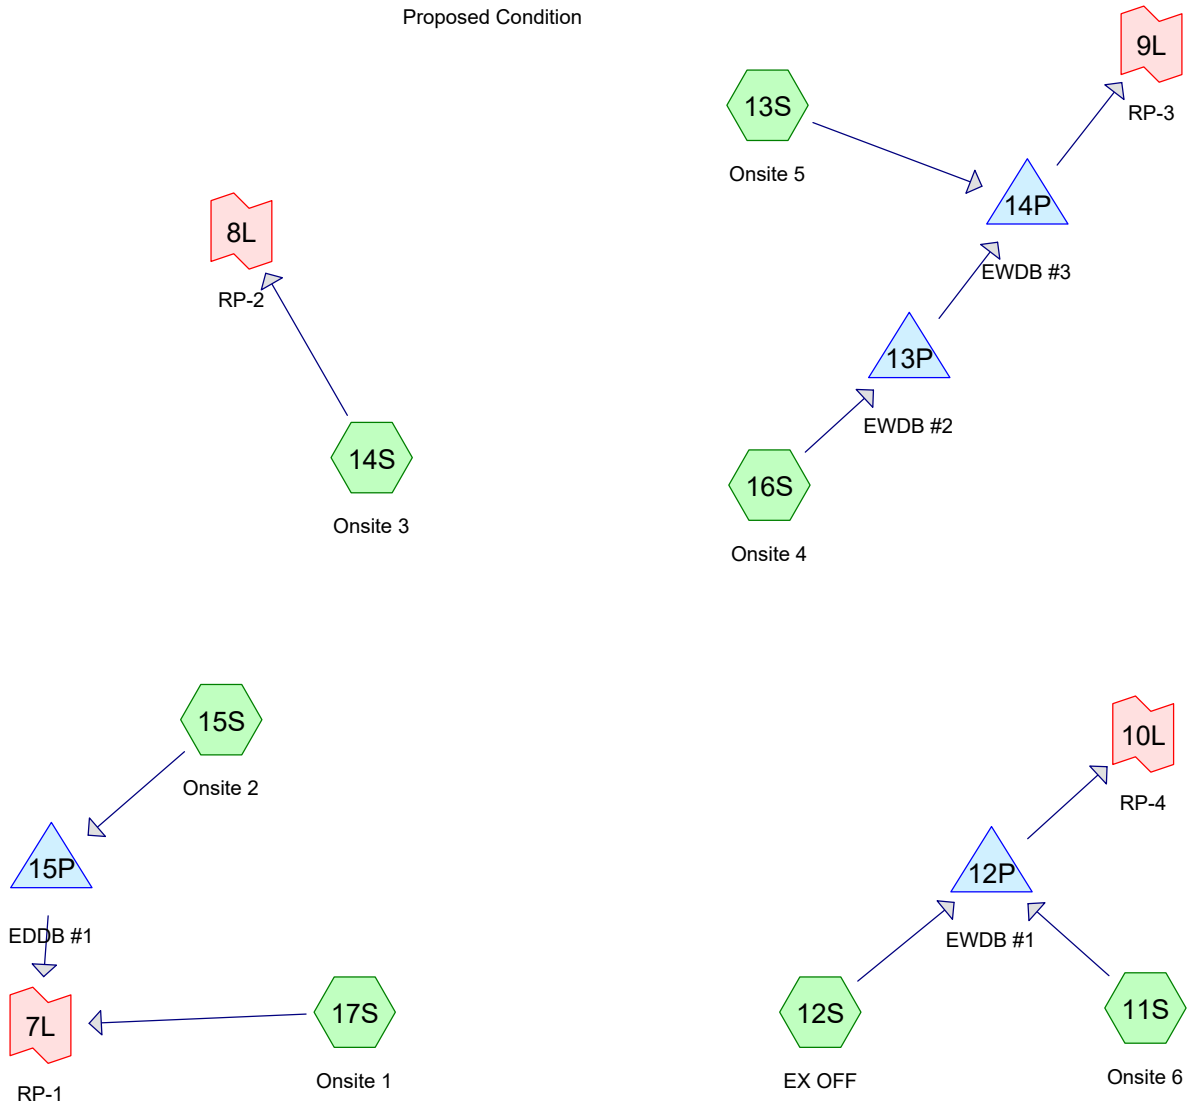 Proposed Condition
9L
RP-3
13S
Onsite 5
14P
EWDB #3
8L
RP-2
13P
EWDB #2
14S
Onsite 3
16S
Onsite 4
15S
Onsite 2
10L
RP-4
15P
EDDB #1
12P
EWDB #1
7L
RP-1
17S
Onsite 1
12S
EX OFF
11S
Onsite 6